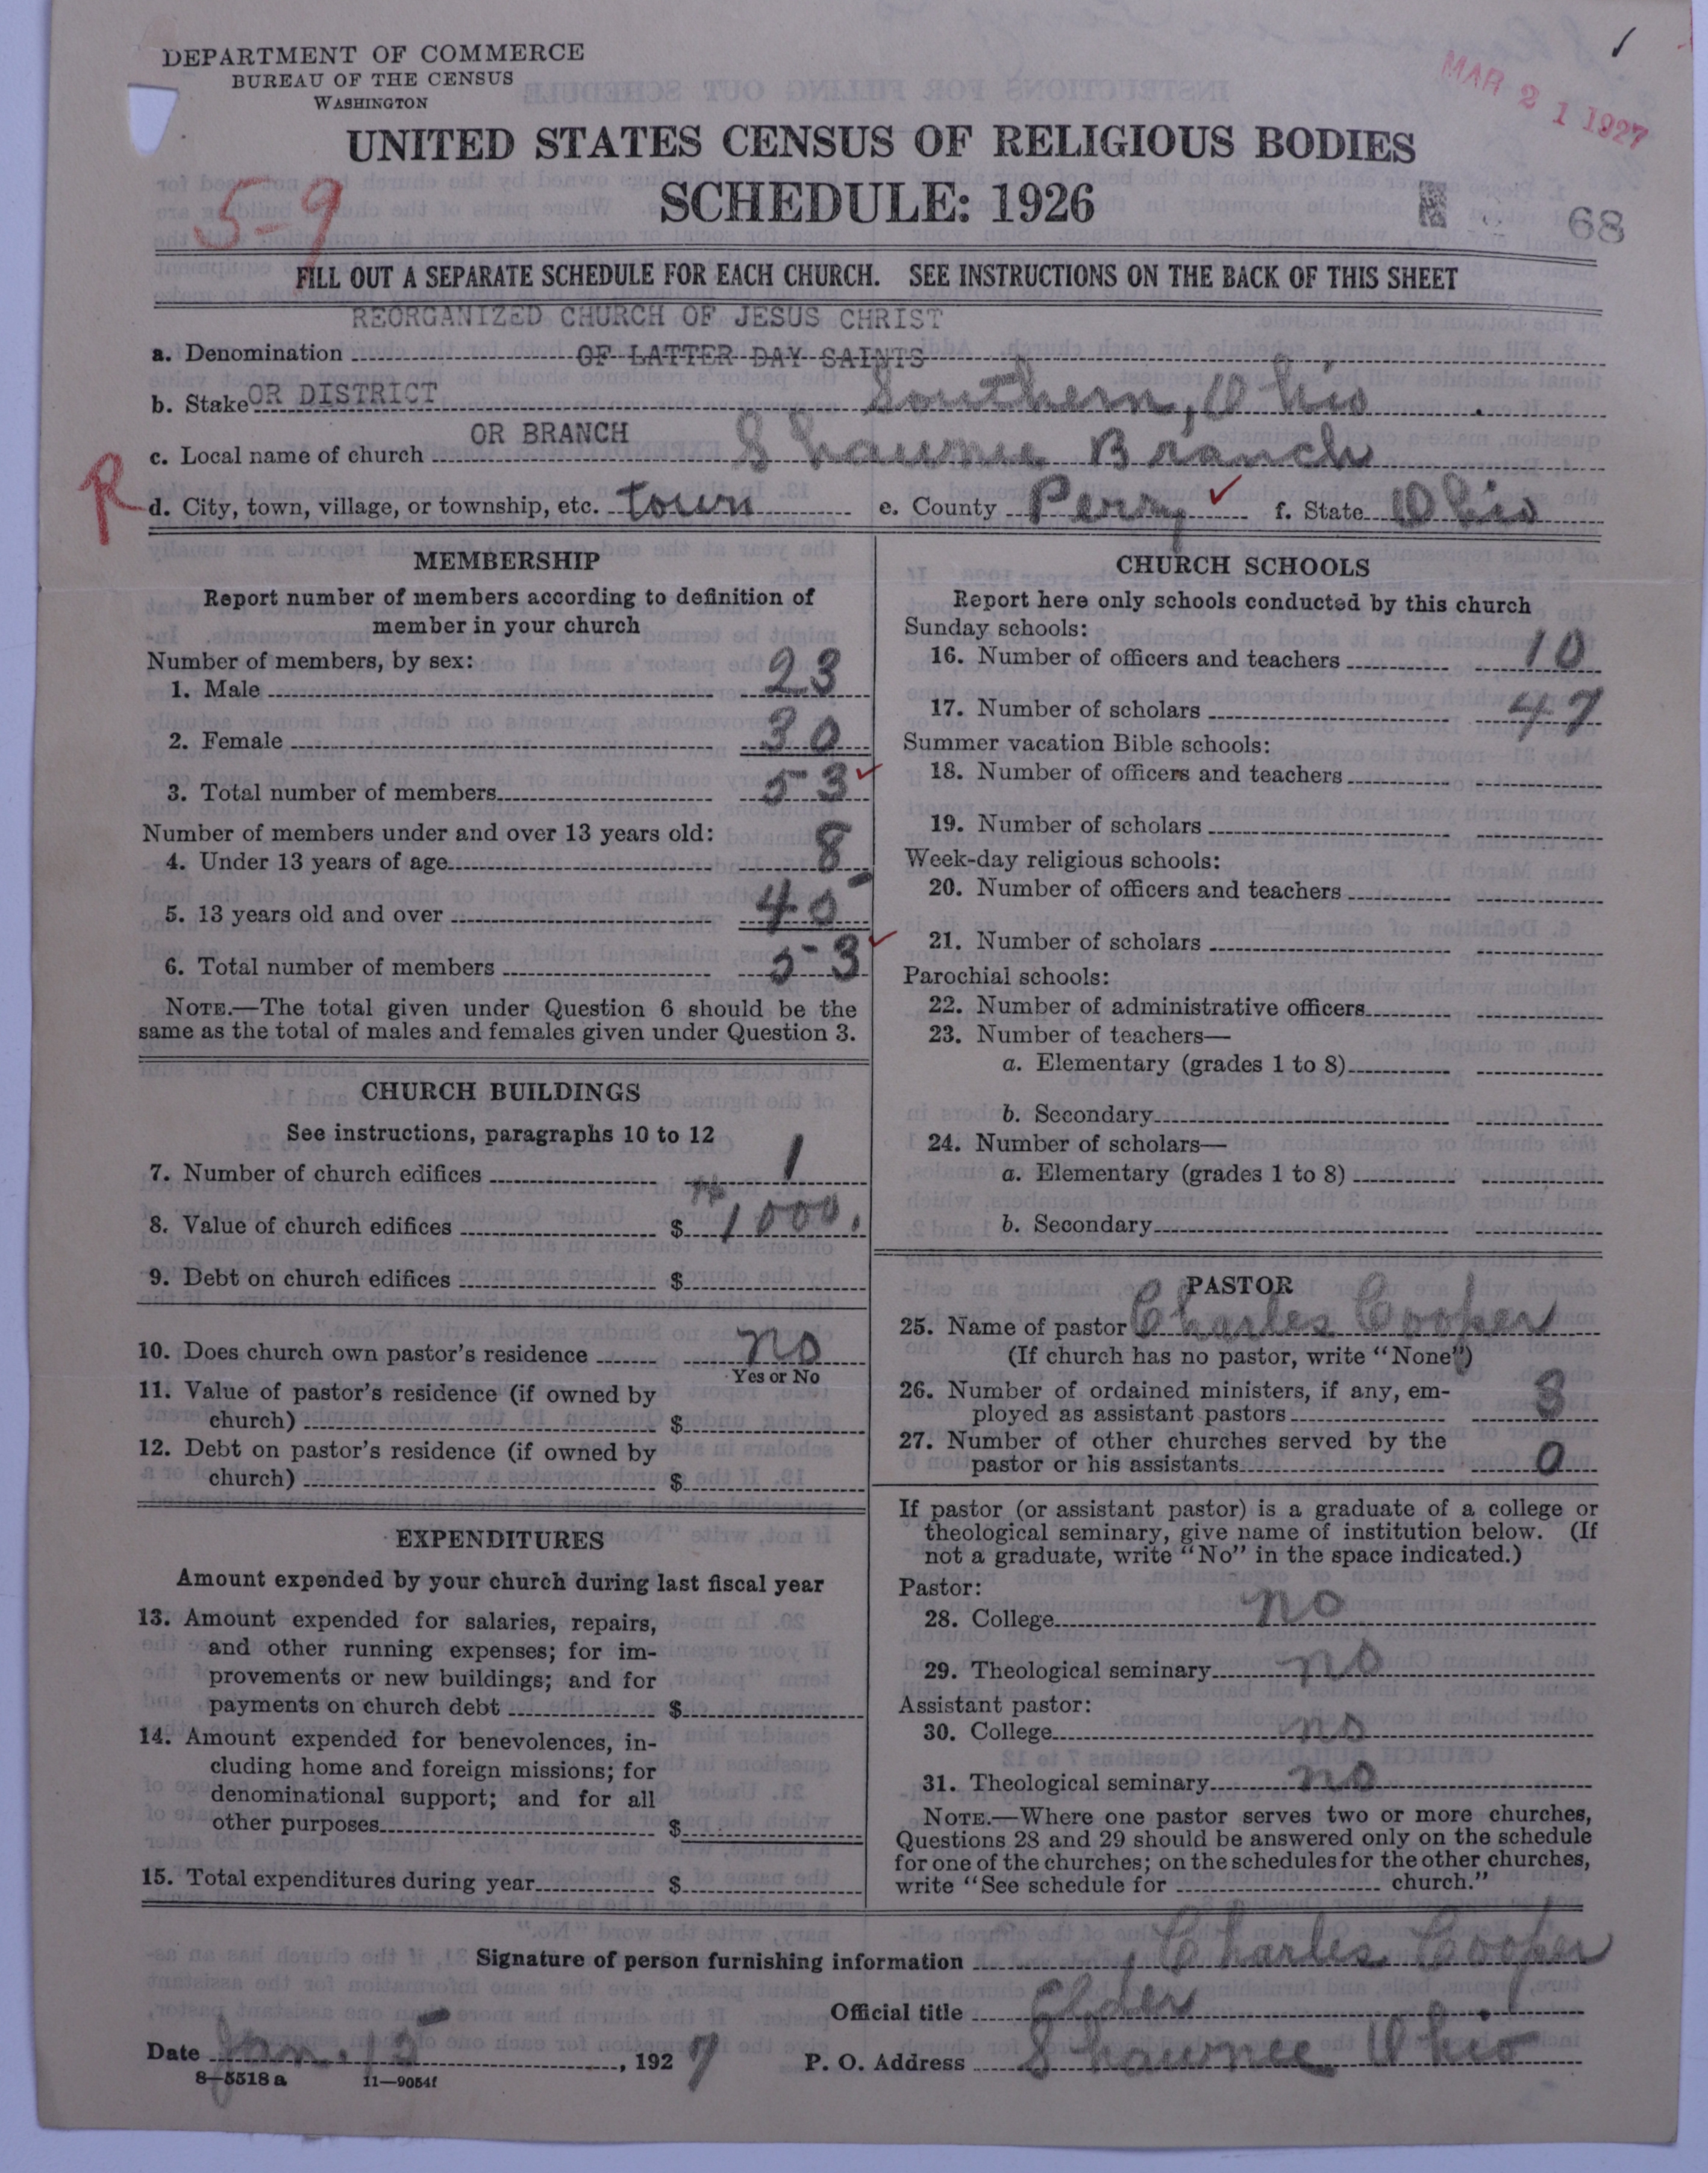 DEPARTMENT OF COMMERCE
BUREAU OF THE CENSUS
WASHINGTON
MAR 21 1927
UNITED STATES CENSUS OF RELIGIOUS BODIES
SCHEDULE: 1926
5-9
68
FILL OUT A SEPARATE SCHEDULE FOR EACH CHURCH. SEE INSTRUCTIONS ON THE BACK OF THIS SHEET
REORGANIZED CHURCH OF JESUS CHRIST
a. Denomination OF LATTER DAY SAINTS
b. Stake OR DISTRICT Southern, Ohio
OR BRANCH
c. Local name of church Shawnee Branch
R
d. City, town, village, or township, etc. town e. County Perry ✓ f. State Ohio
MEMBERSHIP
Report number of members according to definition of
member in your church
Number of members, by sex:
1. Male 23
2. Female 30
3. Total number of members 53 ✓
Number of members under and over 13 years old:
4. Under 13 years of age 8
5. 13 years old and over 45
6. Total number of members 53 ✓
NOTE.—The total given under Question 6 should be the
same as the total of males and females given under Question 3.
CHURCH BUILDINGS
See instructions, paragraphs 10 to 12
7. Number of church edifices 1
8. Value of church edifices $ 1000.
9. Debt on church edifices $
10. Does church own pastor's residence no
Yes or No
11. Value of pastor's residence (if owned by
church) $
12. Debt on pastor's residence (if owned by
church) $
EXPENDITURES
Amount expended by your church during last fiscal year
13. Amount expended for salaries, repairs,
and other running expenses; for im-
provements or new buildings; and for
payments on church debt $
14. Amount expended for benevolences, in-
cluding home and foreign missions; for
denominational support; and for all
other purposes $
15. Total expenditures during year $
CHURCH SCHOOLS
Report here only schools conducted by this church
Sunday schools:
16. Number of officers and teachers 10
17. Number of scholars 47
Summer vacation Bible schools:
18. Number of officers and teachers
19. Number of scholars
Week-day religious schools:
20. Number of officers and teachers
21. Number of scholars
Parochial schools:
22. Number of administrative officers
23. Number of teachers—
a. Elementary (grades 1 to 8)
b. Secondary
24. Number of scholars—
a. Elementary (grades 1 to 8)
b. Secondary
PASTOR
25. Name of pastor Charles Cooper
(If church has no pastor, write "None")
26. Number of ordained ministers, if any, em-
ployed as assistant pastors 3
27. Number of other churches served by the
pastor or his assistants 0
If pastor (or assistant pastor) is a graduate of a college or
theological seminary, give name of institution below. (If
not a graduate, write "No" in the space indicated.)
Pastor:
28. College no
29. Theological seminary no
Assistant pastor:
30. College no
31. Theological seminary no
NOTE.—Where one pastor serves two or more churches,
Questions 28 and 29 should be answered only on the schedule
for one of the churches; on the schedules for the other churches,
write "See schedule for church."
Signature of person furnishing information Charles Cooper
Official title Elder
Date Jan. 15, 1927 P. O. Address Shawnee Ohio
8—5518 a 11—9054f